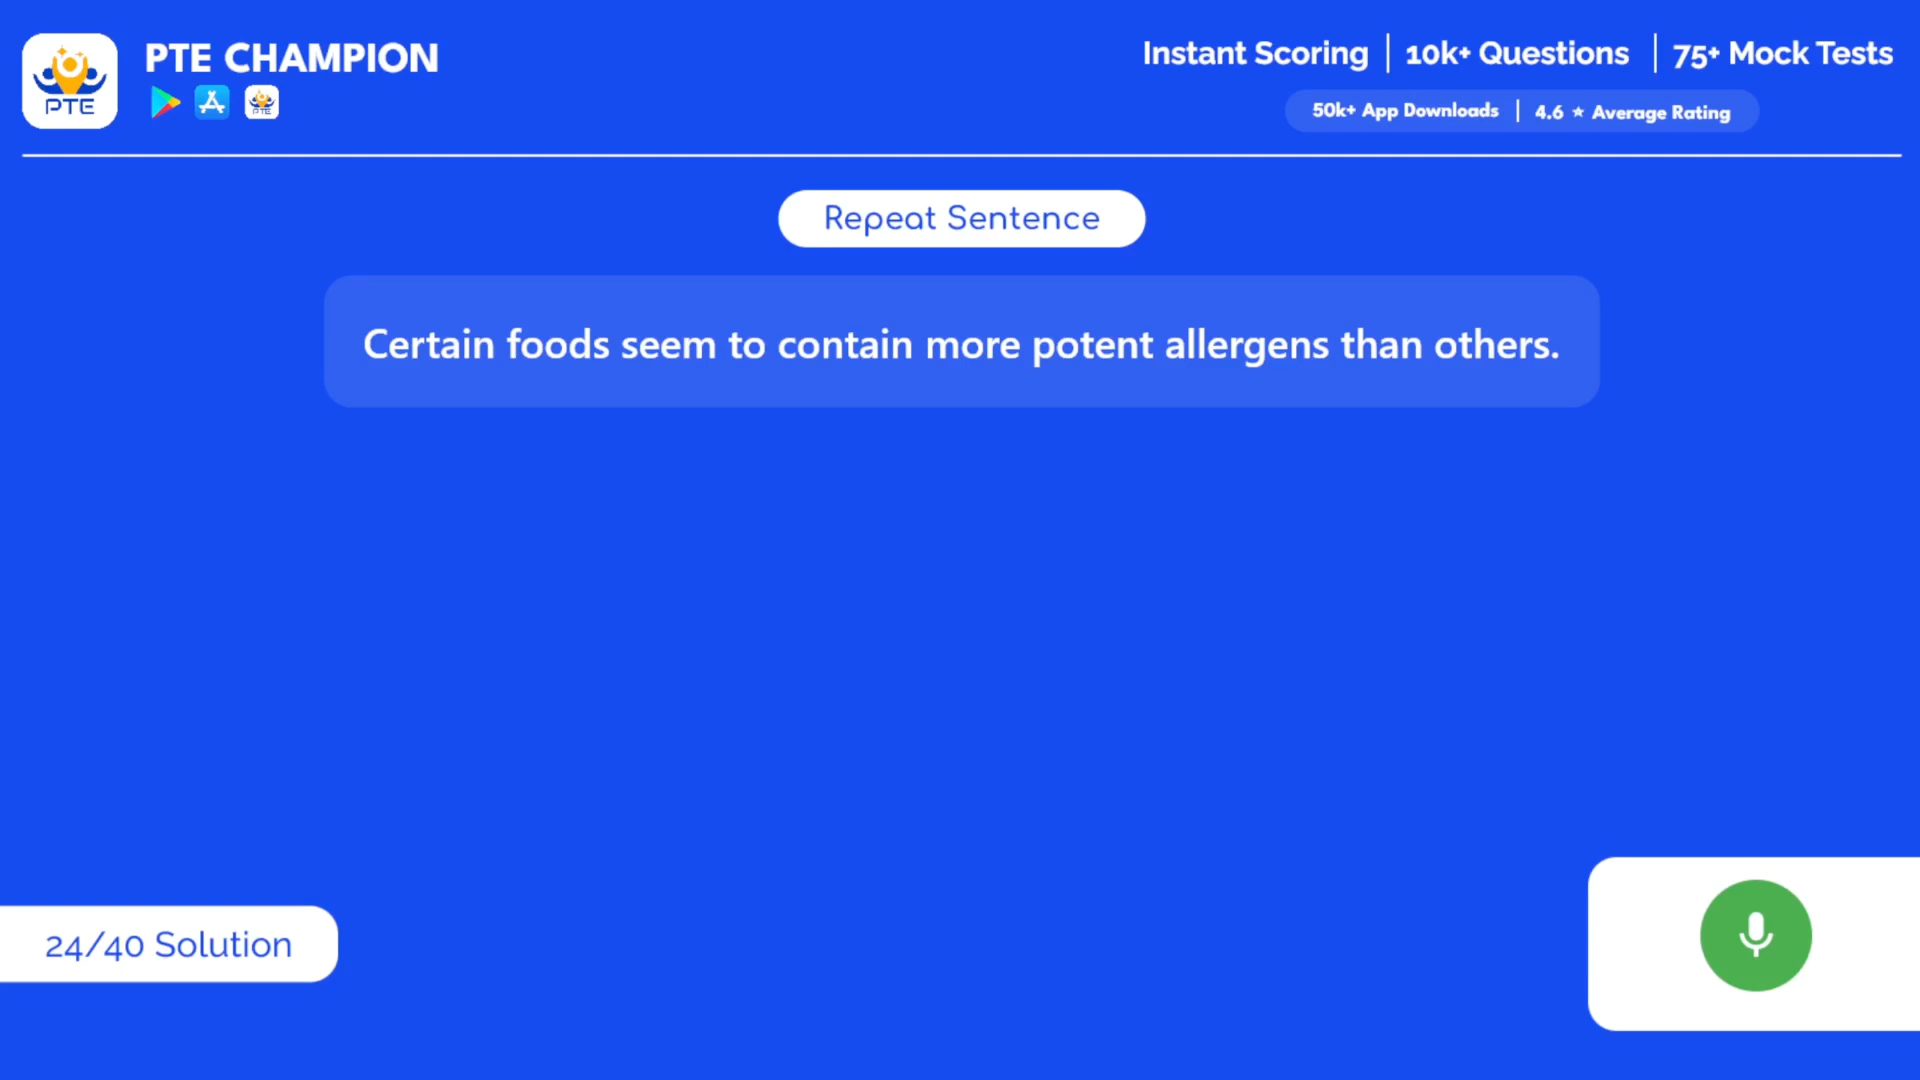 PTE
PTE CHAMPION
PTE
Instant Scoring | 10k+ Questions | 75+ Mock Tests
50k+ App Downloads | 4.6 ★ Average Rating
Repeat Sentence
Certain foods seem to contain more potent allergens than others.
24/40 Solution